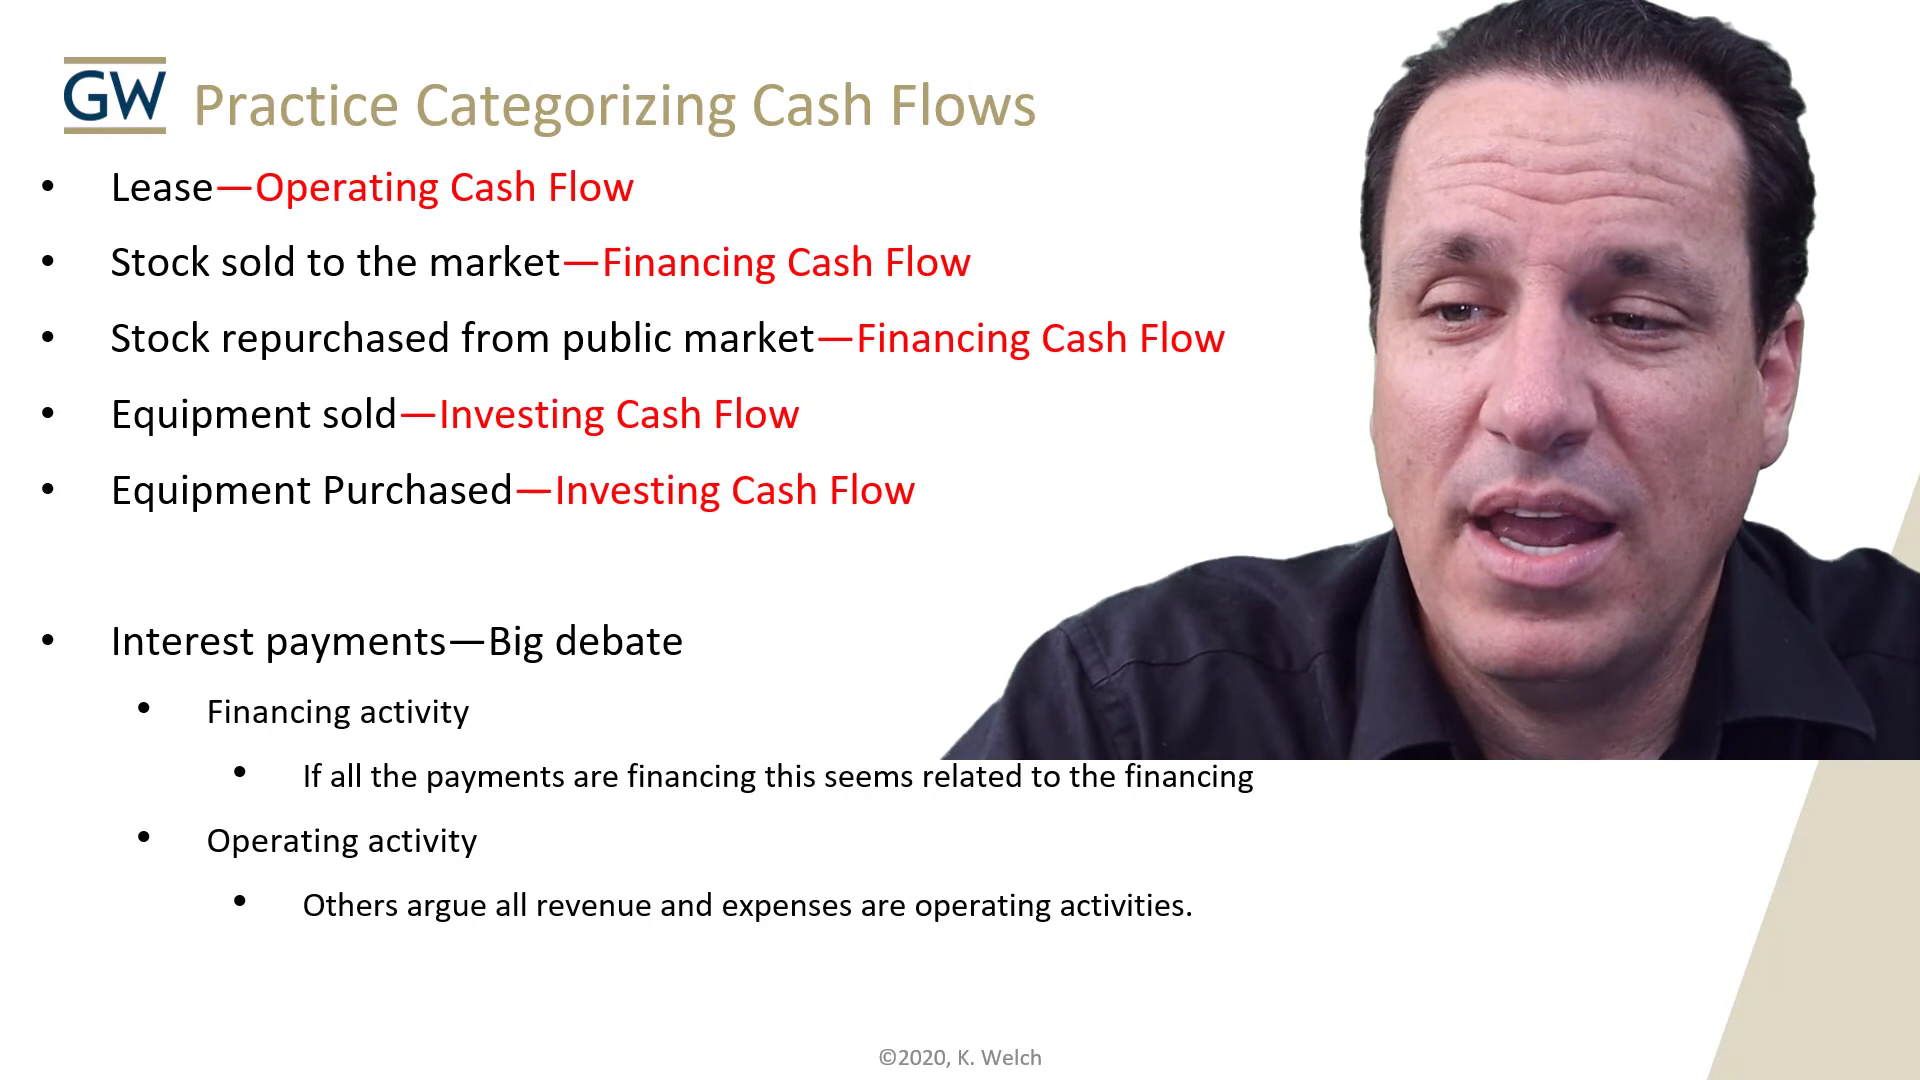 GW Practice Categorizing Cash Flows
• Lease—Operating Cash Flow
• Stock sold to the market—Financing Cash Flow
• Stock repurchased from public market—Financing Cash Flow
• Equipment sold—Investing Cash Flow
• Equipment Purchased—Investing Cash Flow
• Interest payments—Big debate
• Financing activity
• If all the payments are financing this seems related to the financing
• Operating activity
• Others argue all revenue and expenses are operating activities.
©2020, K. Welch